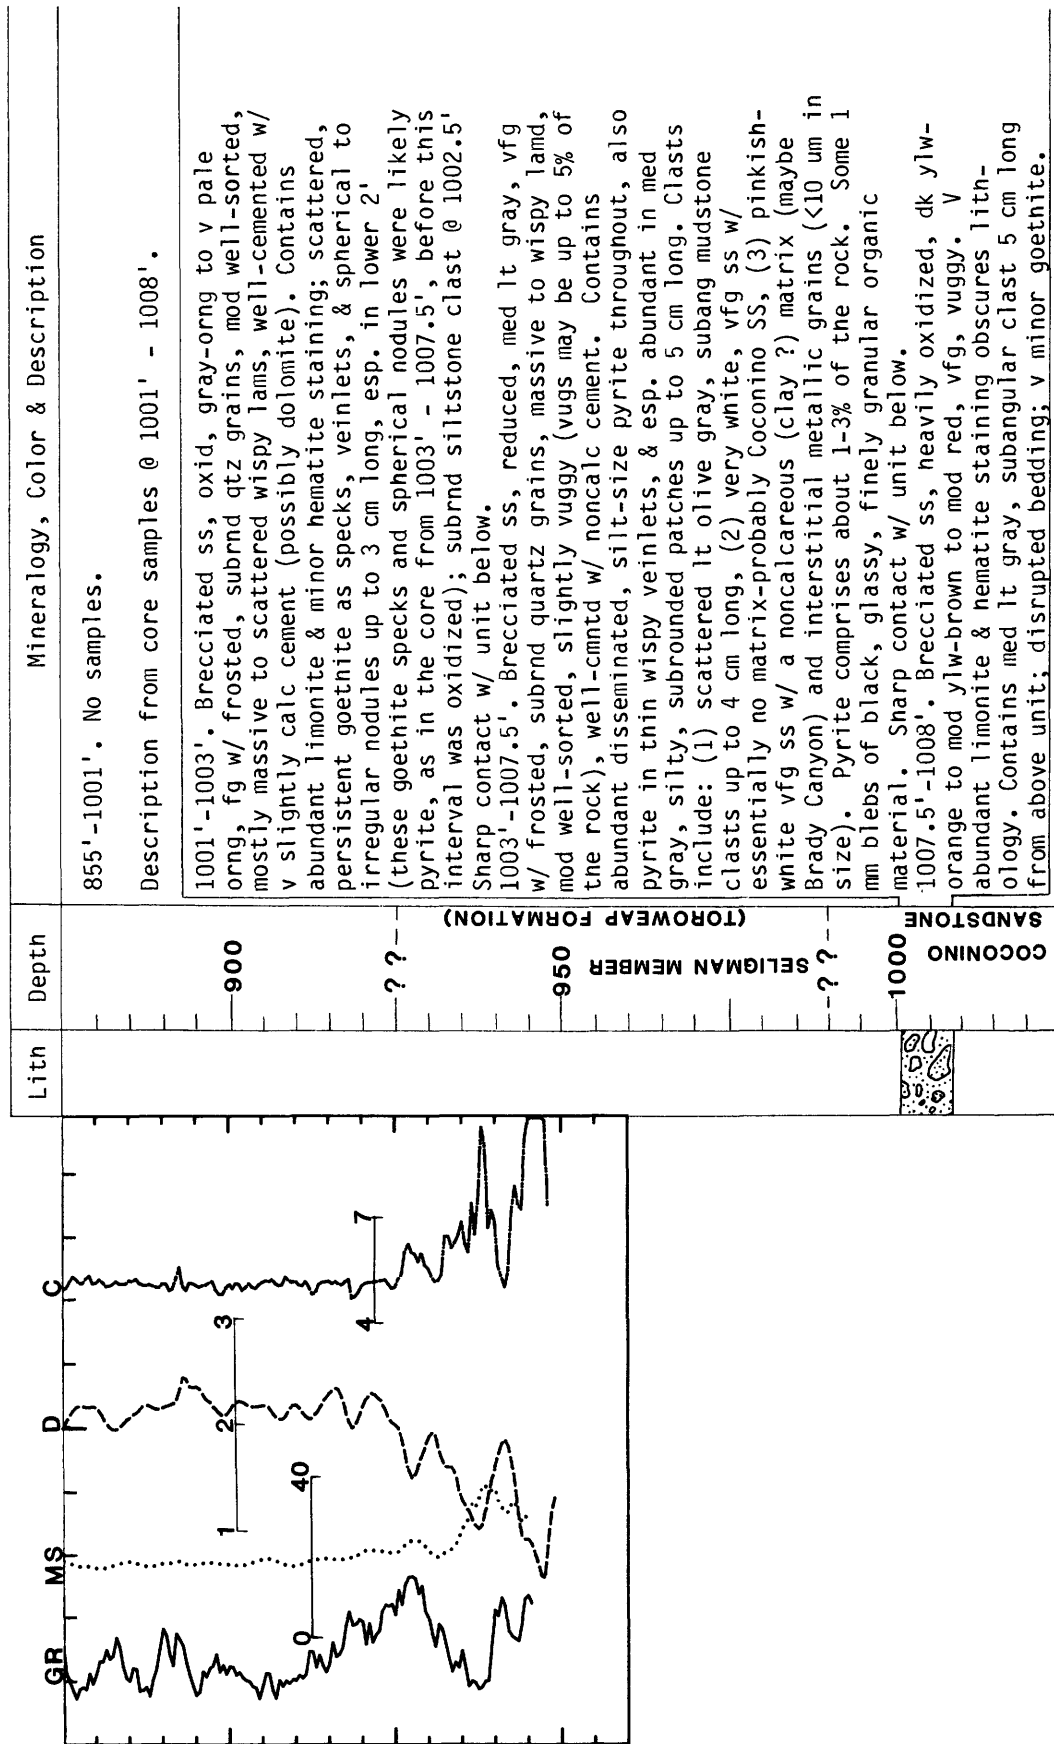 Lith
Depth
Mineralogy, Color & Description
GR
MS
D
C
0
40
1
2
3
4
7
900
? ?
950
? ?
1000
SELIGMAN MEMBER
(TOROWEAP FORMATION)
COCONINO
SANDSTONE
855'-1001'. No samples.
Description from core samples @ 1001' - 1008'.
1001'-1003'. Brecciated ss, oxid, gray-orng to v pale
orng, fg w/ frosted, subrnd qtz grains, mod well-sorted,
mostly massive to scattered wispy lams, well-cemented w/
v slightly calc cement (possibly dolomite). Contains
abundant limonite & minor hematite staining; scattered,
persistent goethite as specks, veinlets, & spherical to
irregular nodules up to 3 cm long, esp. in lower 2'
(these goethite specks and spherical nodules were likely
pyrite, as in the core from 1003' - 1007.5', before this
interval was oxidized); subrnd siltstone clast @ 1002.5'
Sharp contact w/ unit below.
1003'-1007.5'. Brecciated ss, reduced, med lt gray, vfg
w/ frosted, subrnd quartz grains, massive to wispy lamd,
mod well-sorted, slightly vuggy (vugs may be up to 5% of
the rock), well-cmntd w/ noncalc cement. Contains
abundant disseminated, silt-size pyrite throughout, also
pyrite in thin wispy veinlets, & esp. abundant in med
gray, silty, subrounded patches up to 5 cm long. Clasts
include: (1) scattered lt olive gray, subang mudstone
clasts up to 4 cm long, (2) very white, vfg ss w/
essentially no matrix-probably Coconino SS, (3) pinkish-
white vfg ss w/ a noncalcareous (clay ?) matrix (maybe
Brady Canyon) and interstitial metallic grains (<10 um in
size). Pyrite comprises about 1-3% of the rock. Some 1
mm blebs of black, glassy, finely granular organic
material. Sharp contact w/ unit below.
1007.5'-1008'. Brecciated ss, heavily oxidized, dk ylw-
orange to mod ylw-brown to mod red, vfg, vuggy. V
abundant limonite & hematite staining obscures lith-
ology. Contains med lt gray, subangular clast 5 cm long
from above unit; disrupted bedding; v minor goethite.